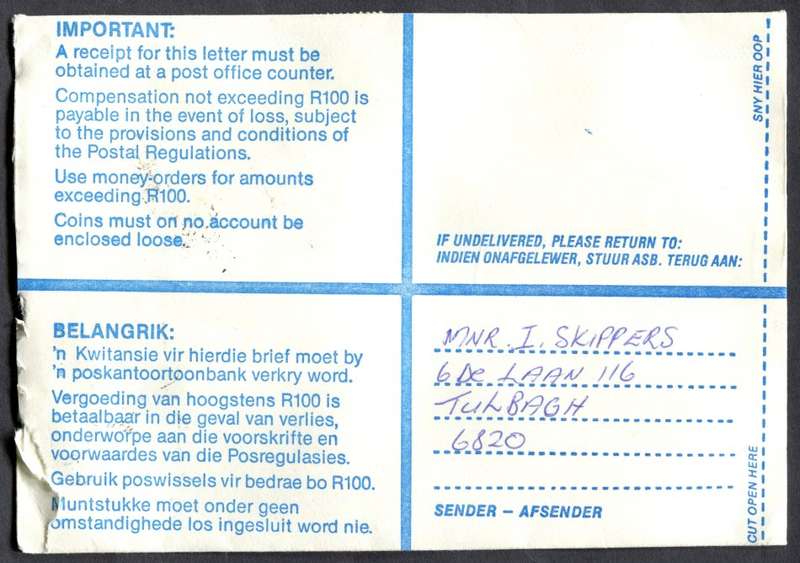 IMPORTANT:
A receipt for this letter must be
obtained at a post office counter.
Compensation not exceeding R100 is
payable in the event of loss, subject
to the provisions and conditions of
the Postal Regulations.
Use money-orders for amounts
exceeding R100.
Coins must on no account be
enclosed loose.
SNY HIER OOP
IF UNDELIVERED, PLEASE RETURN TO:
INDIEN ONAFGELEWER, STUUR ASB. TERUG AAN:
BELANGRIK:
'n Kwitansie vir hierdie brief moet by
'n poskantoortoonbank verkry word.
Vergoeding van hoogstens R100 is
betaalbaar in die geval van verlies,
onderworpe aan die voorskrifte en
voorwaardes van die Posregulasies.
Gebruik poswissels vir bedrae bo R100.
Muntstukke moet onder geen
omstandighede los ingesluit word nie.
MNR. I. SKIPPERS
6DE LAAN 116
TULBAGH
6820
SENDER – AFSENDER
CUT OPEN HERE